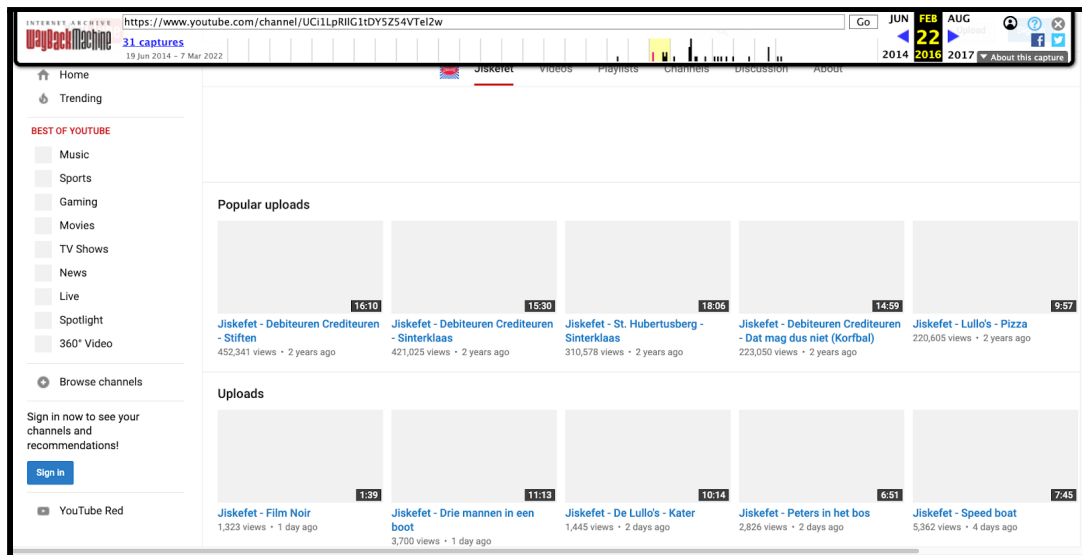 INTERNET ARCHIVE
WayBackMachine
https://www.youtube.com/channel/UCi1LpRIIG1tDY5Z54VTel2w
Go
31 captures
19 Jun 2014 – 7 Mar 2022
JUN FEB AUG
22
2014 2016 2017
About this capture
Jiskefet Videos Playlists Channels Discussion About
Home
Trending
BEST OF YOUTUBE
Music
Sports
Gaming
Movies
TV Shows
News
Live
Spotlight
360° Video
Browse channels
Sign in now to see your
channels and
recommendations!
Sign in
YouTube Red
Popular uploads
16:10 15:30 18:06 14:59 9:57
Jiskefet - Debiteuren Crediteuren
- Stiften
452,341 views • 2 years ago
Jiskefet - Debiteuren Crediteuren
- Sinterklaas
421,025 views • 2 years ago
Jiskefet - St. Hubertusberg -
Sinterklaas
310,578 views • 2 years ago
Jiskefet - Debiteuren Crediteuren
- Dat mag dus niet (Korfbal)
223,050 views • 2 years ago
Jiskefet - Lullo's - Pizza
220,605 views • 2 years ago
Uploads
1:39 11:13 10:14 6:51 7:45
Jiskefet - Film Noir
1,323 views • 1 day ago
Jiskefet - Drie mannen in een
boot
3,700 views • 1 day ago
Jiskefet - De Lullo's - Kater
1,445 views • 2 days ago
Jiskefet - Peters in het bos
2,826 views • 2 days ago
Jiskefet - Speed boat
5,362 views • 4 days ago